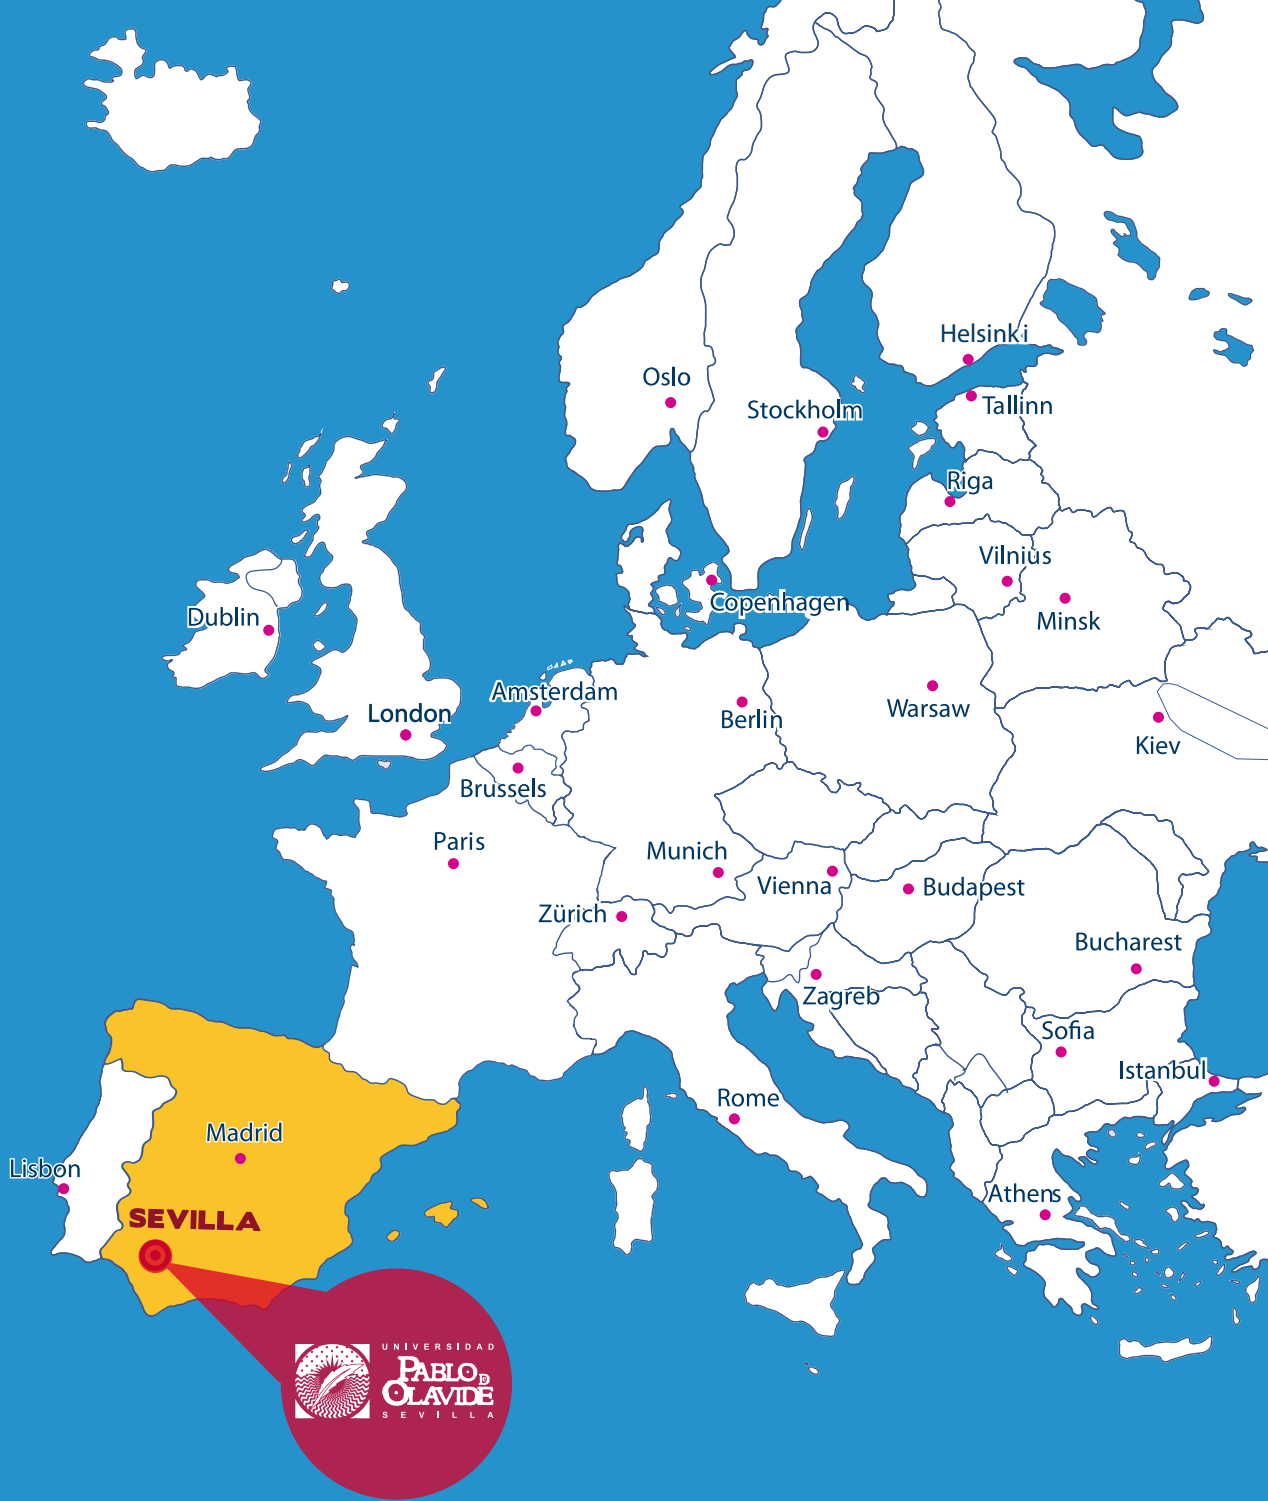 Helsinki
Oslo
Tallinn
Stockholm
Riga
Vilnius
Copenhagen
Dublin
Minsk
Amsterdam
London
Berlin
Warsaw
Kiev
Brussels
Paris
Munich
Vienna
Budapest
Zürich
Bucharest
Zagreb
Sofia
Istanbul
Rome
Madrid
Lisbon
Athens
SEVILLA
UNIVERSIDAD
PABLO DE
OLAVIDE
SEVILLA